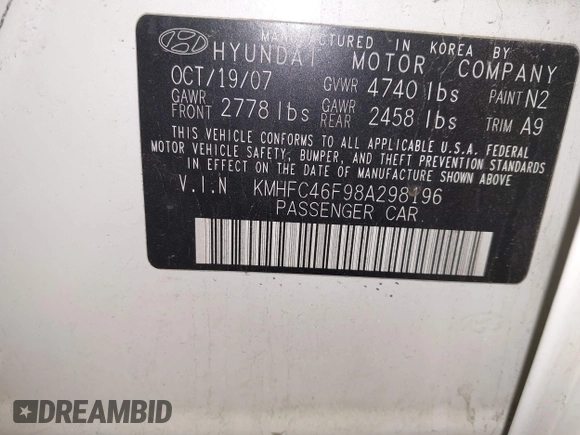 MANUFACTURED IN KOREA BY
HYUNDAI MOTOR COMPANY
OCT/19/07 GVWR 4740 lbs PAINT N2
GAWR FRONT 2778 lbs GAWR REAR 2458 lbs TRIM A9
THIS VEHICLE CONFORMS TO ALL APPLICABLE U.S.A. FEDERAL
MOTOR VEHICLE SAFETY, BUMPER, AND THEFT PREVENTION STANDARDS
IN EFFECT ON THE DATE OF MANUFACTURE SHOWN ABOVE
V.I.N KMHFC46F98A298196
PASSENGER CAR
DREAMBID